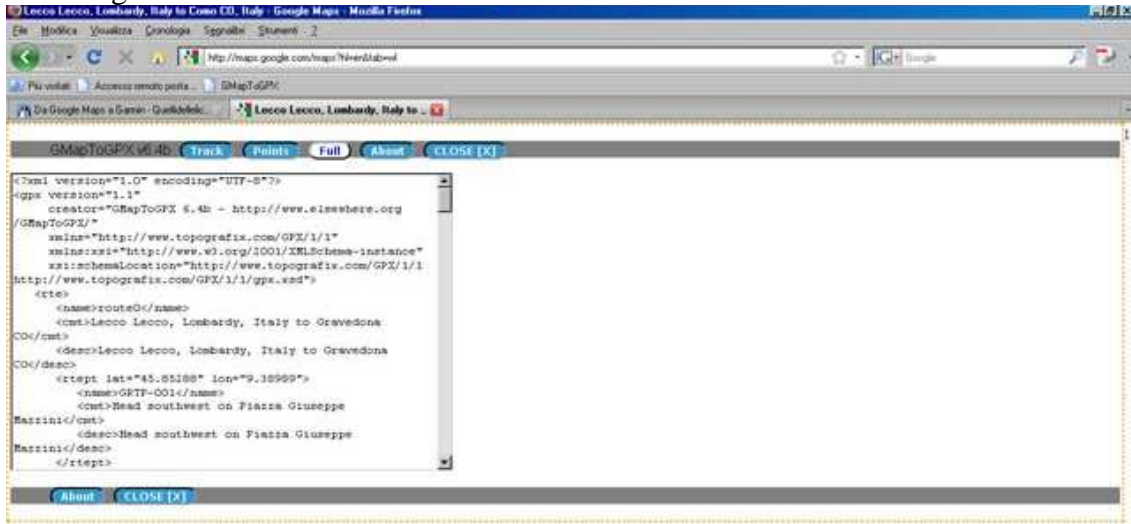 Lecco Lecco, Lombardy, Italy to Como CO, Italy - Google Maps - Mozilla Firefox
File Modifica Visualizza Cronologia Segnalibri Strumenti ?
http://maps.google.com/maps?hl=en&tab=wl
Google
Più visitati Accesso remoto posta ... GMapToGPX
Da Google Maps a Garmin - Quellidellelic... Lecco Lecco, Lombardy, Italy to ...
GMapToGPX v6.4b Track Points Full About CLOSE [X]
<?xml version="1.0" encoding="UTF-8"?>
<gpx version="1.1"
creator="GMapToGPX 6.4b - http://www.elsewhere.org
/GMapToGPX/"
xmlns="http://www.topografix.com/GPX/1/1"
xmlns:xsi="http://www.w3.org/2001/XMLSchema-instance"
xsi:schemaLocation="http://www.topografix.com/GPX/1/1
http://www.topografix.com/GPX/1/1/gpx.xsd">
<rte>
<name>route0</name>
<cmt>Lecco Lecco, Lombardy, Italy to Gravedona
CO</cmt>
<desc>Lecco Lecco, Lombardy, Italy to Gravedona
CO</desc>
<rtept lat="45.85288" lon="9.38989">
<name>GRTP-001</name>
<cmt>Head southwest on Piazza Giuseppe
Mazzini</cmt>
<desc>Head southwest on Piazza Giuseppe
Mazzini</desc>
</rtept>
About CLOSE [X]